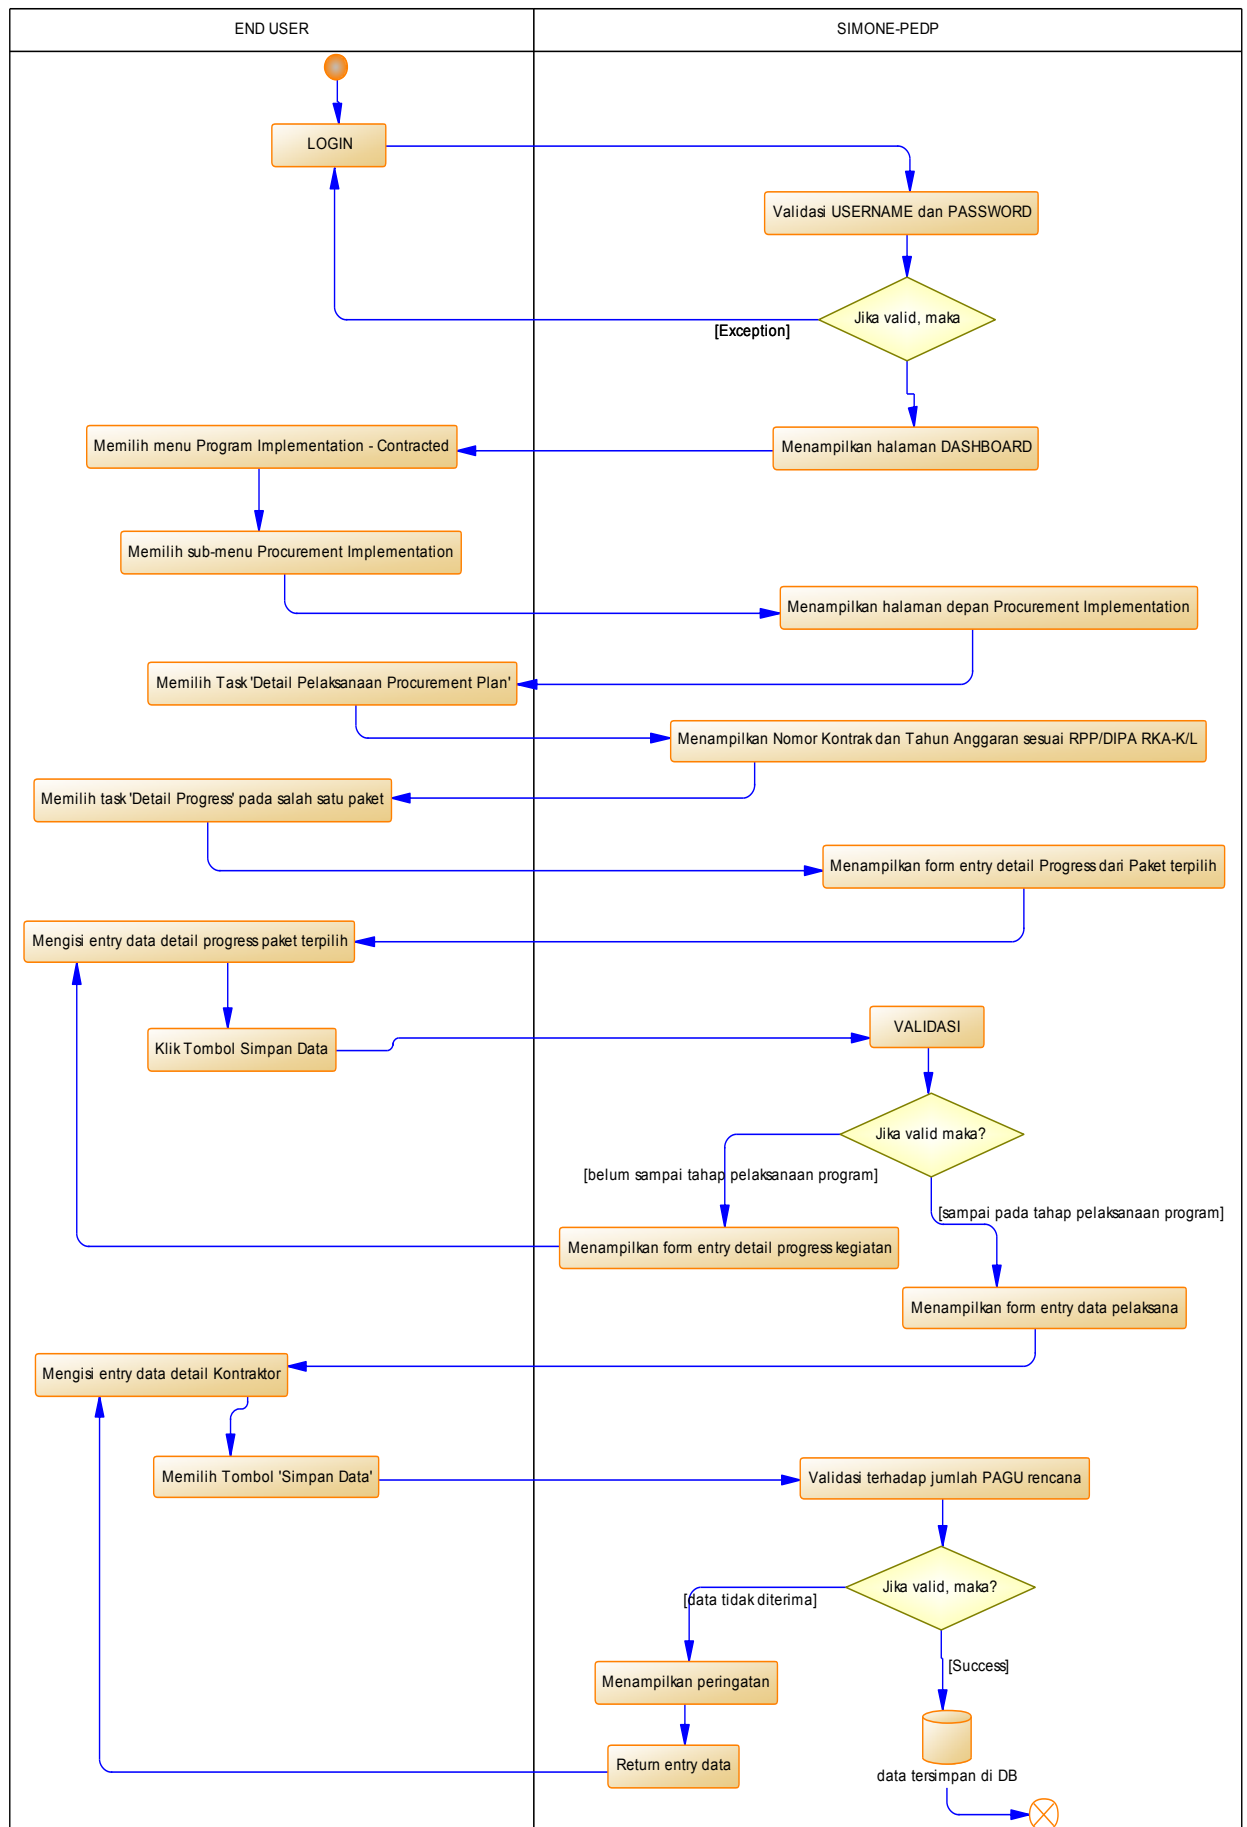 END USER
SIMONE-PEDP
LOGIN
Validasi USERNAME dan PASSWORD
Jika valid, maka
[Exception]
Memilih menu Program Implementation - Contracted
Menampilkan halaman DASHBOARD
Memilih sub-menu Procurement Implementation
Menampilkan halaman depan Procurement Implementation
Memilih Task 'Detail Pelaksanaan Procurement Plan'
Menampilkan Nomor Kontrak dan Tahun Anggaran sesuai RPP/DIPA RKA-K/L
Memilih task 'Detail Progress' pada salah satu paket
Menampilkan form entry detail Progress dari Paket terpilih
Mengisi entry data detail progress paket terpilih
Klik Tombol Simpan Data
VALIDASI
Jika valid maka?
[belum sampai tahap pelaksanaan program]
[sampai pada tahap pelaksanaan program]
Menampilkan form entry detail progress kegiatan
Menampilkan form entry data pelaksana
Mengisi entry data detail Kontraktor
Memilih Tombol 'Simpan Data'
Validasi terhadap jumlah PAGU rencana
Jika valid, maka?
[data tidak diterima]
[Success]
Menampilkan peringatan
Return entry data
data tersimpan di DB